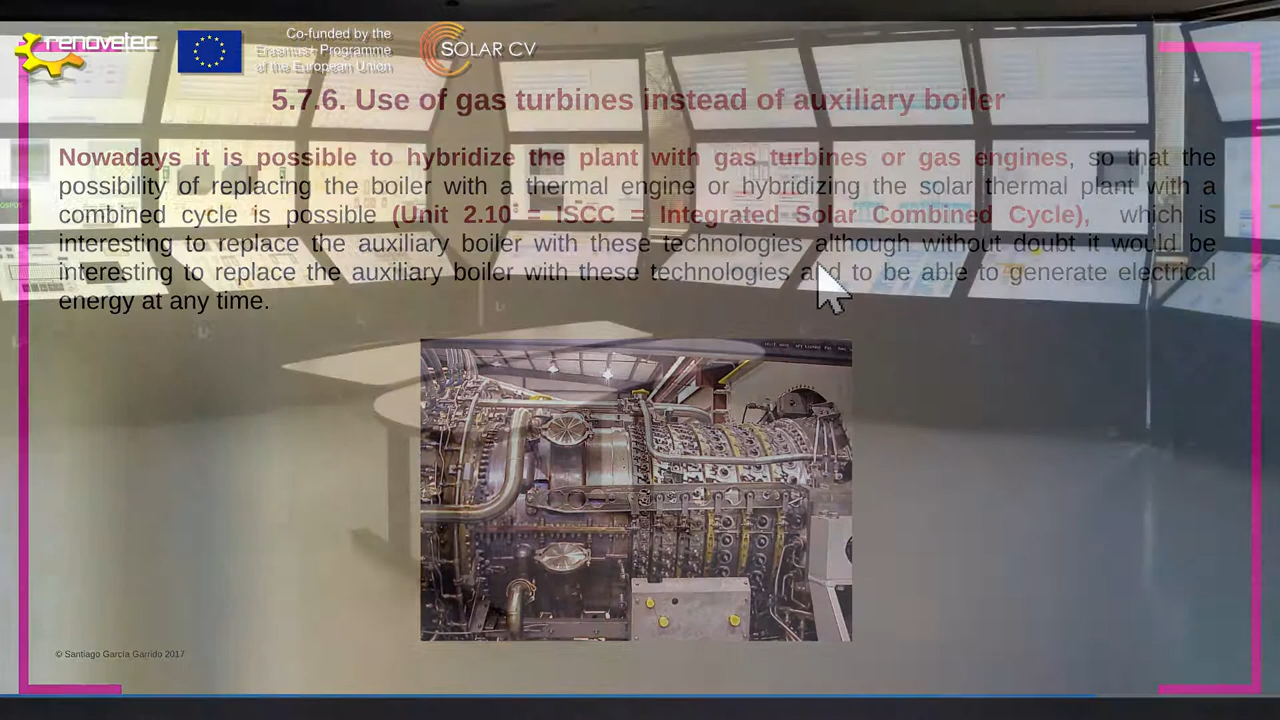 renovetec
Co-funded by the
Erasmus+ Programme
of the European Union
SOLAR CV
5.7.6. Use of gas turbines instead of auxiliary boiler
Nowadays it is possible to hybridize the plant with gas turbines or gas engines, so that the
possibility of replacing the boiler with a thermal engine or hybridizing the solar thermal plant with a
combined cycle is possible (Unit 2.10 = ISCC = Integrated Solar Combined Cycle), which is
interesting to replace the auxiliary boiler with these technologies although without doubt it would be
interesting to replace the auxiliary boiler with these technologies and to be able to generate electrical
energy at any time.
© Santiago García Garrido 2017